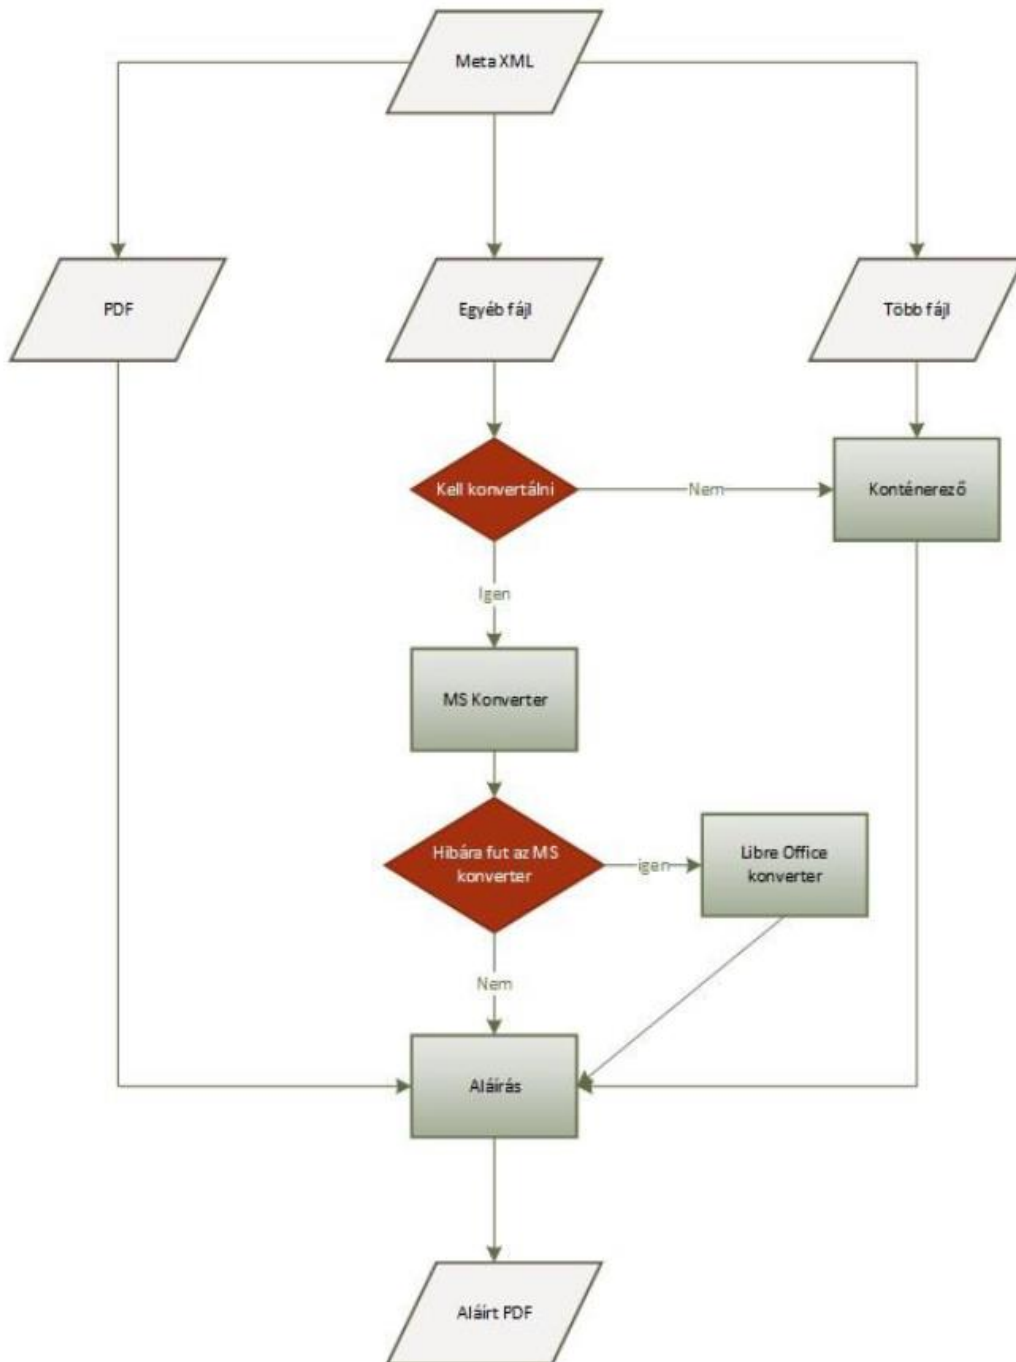 Meta XML
PDF
Egyéb fájl
Több fájl
Kell konvertálni
Nem
Konténerező
Igen
MS Konverter
Hibára fut az MS
konverter
igen
Libre Office
konverter
Nem
Aláírás
Aláírt PDF